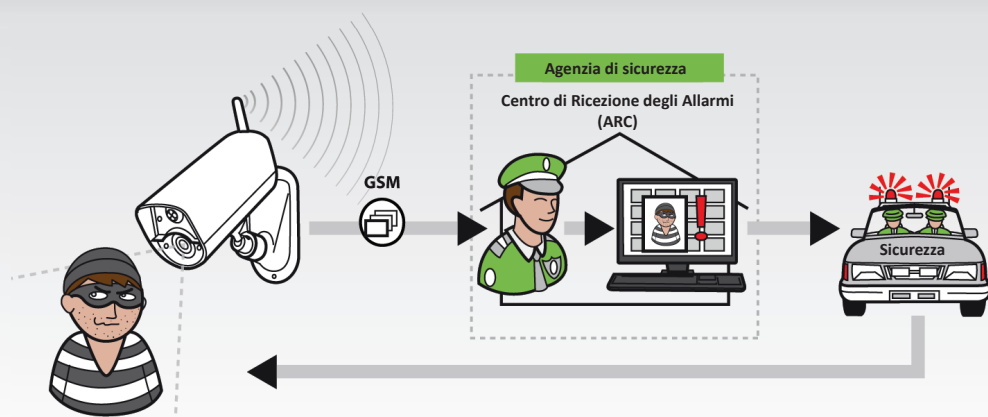 Agenzia di sicurezza
Centro di Ricezione degli Allarmi
(ARC)
GSM
Sicurezza